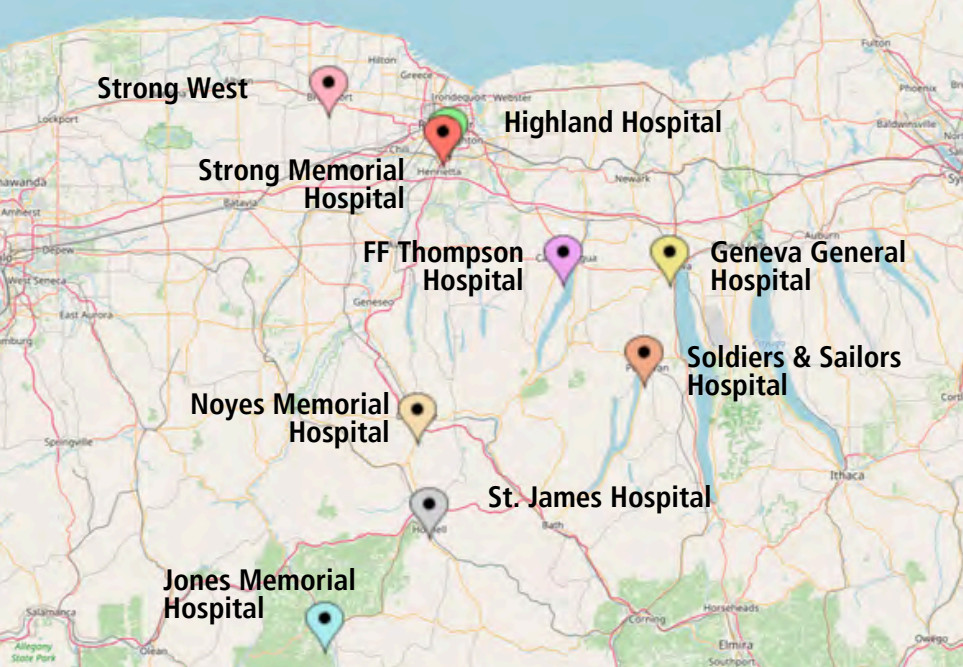 Hilton
Fulton
Greece
Strong West
Phoenix
Irondequoit Webster
Lockport
Highland Hospital
Baldwinsville
Chili
Strong Memorial
Hospital
Henrietta
Newark
Batavia
Amherst
Auburn
Depew
FF Thompson
Hospital
Geneva General
Hospital
West Seneca
Geneseo
East Aurora
Soldiers & Sailors
Hospital
Noyes Memorial
Hospital
Springville
Ithaca
St. James Hospital
Bath
Jones Memorial
Hospital
Salamanca
Horseheads
Corning
Allegany
State Park
Olean
Elmira
Owego
Southport